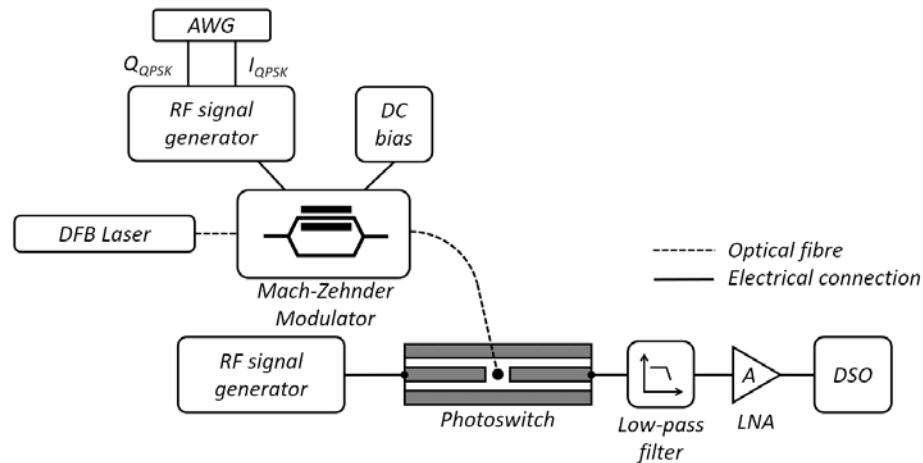 AWG
Q_QPSK I_QPSK
RF signal
generator
DC
bias
DFB Laser
Mach-Zehnder
Modulator
Optical fibre
Electrical connection
RF signal
generator
Photoswitch
Low-pass
filter
A
LNA
DSO